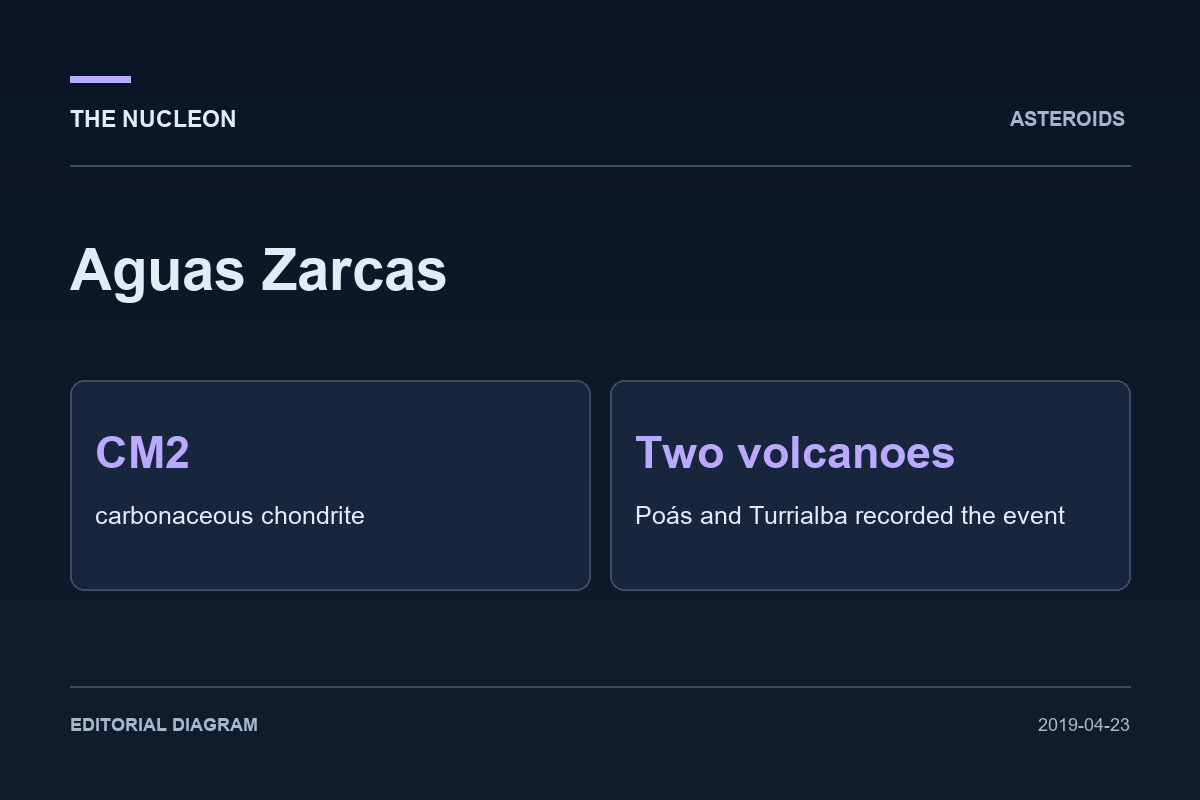 THE NUCLEON
ASTEROIDS
Aguas Zarcas
CM2
carbonaceous chondrite
Two volcanoes
Poás and Turrialba recorded the event
EDITORIAL DIAGRAM
2019-04-23